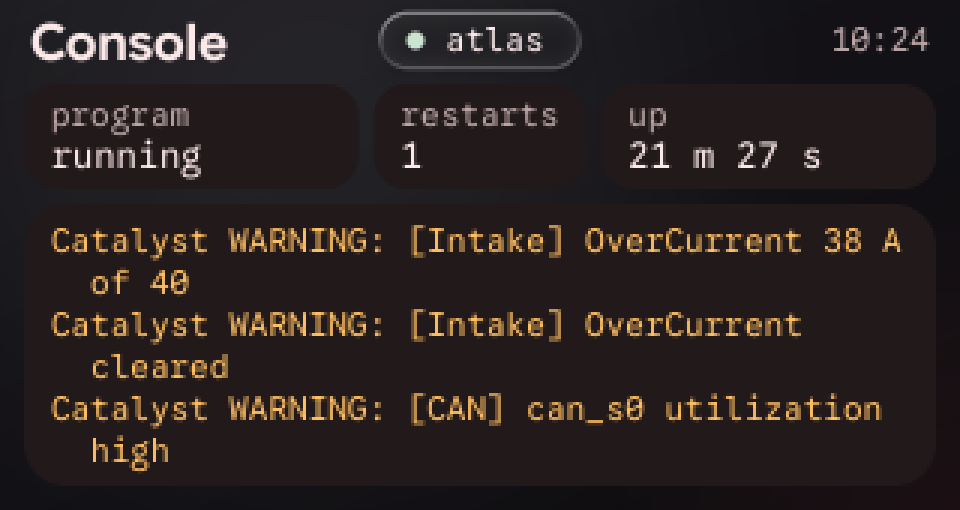 Console
atlas
10:24
program
running
restarts
1
up
21 m 27 s
Catalyst WARNING: [Intake] OverCurrent 38 A
of 40
Catalyst WARNING: [Intake] OverCurrent
cleared
Catalyst WARNING: [CAN] can_s0 utilization
high